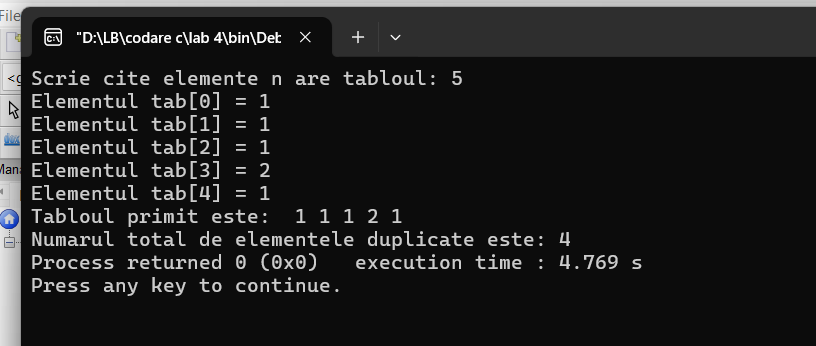 File
"D:\LB\codare c\lab 4\bin\Deb
Scrie cite elemente n are tabloul: 5
Elementul tab[0] = 1
Elementul tab[1] = 1
Elementul tab[2] = 1
Elementul tab[3] = 2
Elementul tab[4] = 1
Tabloul primit este:  1 1 1 2 1
Numarul total de elementele duplicate este: 4
Process returned 0 (0x0)   execution time : 4.769 s
Press any key to continue.